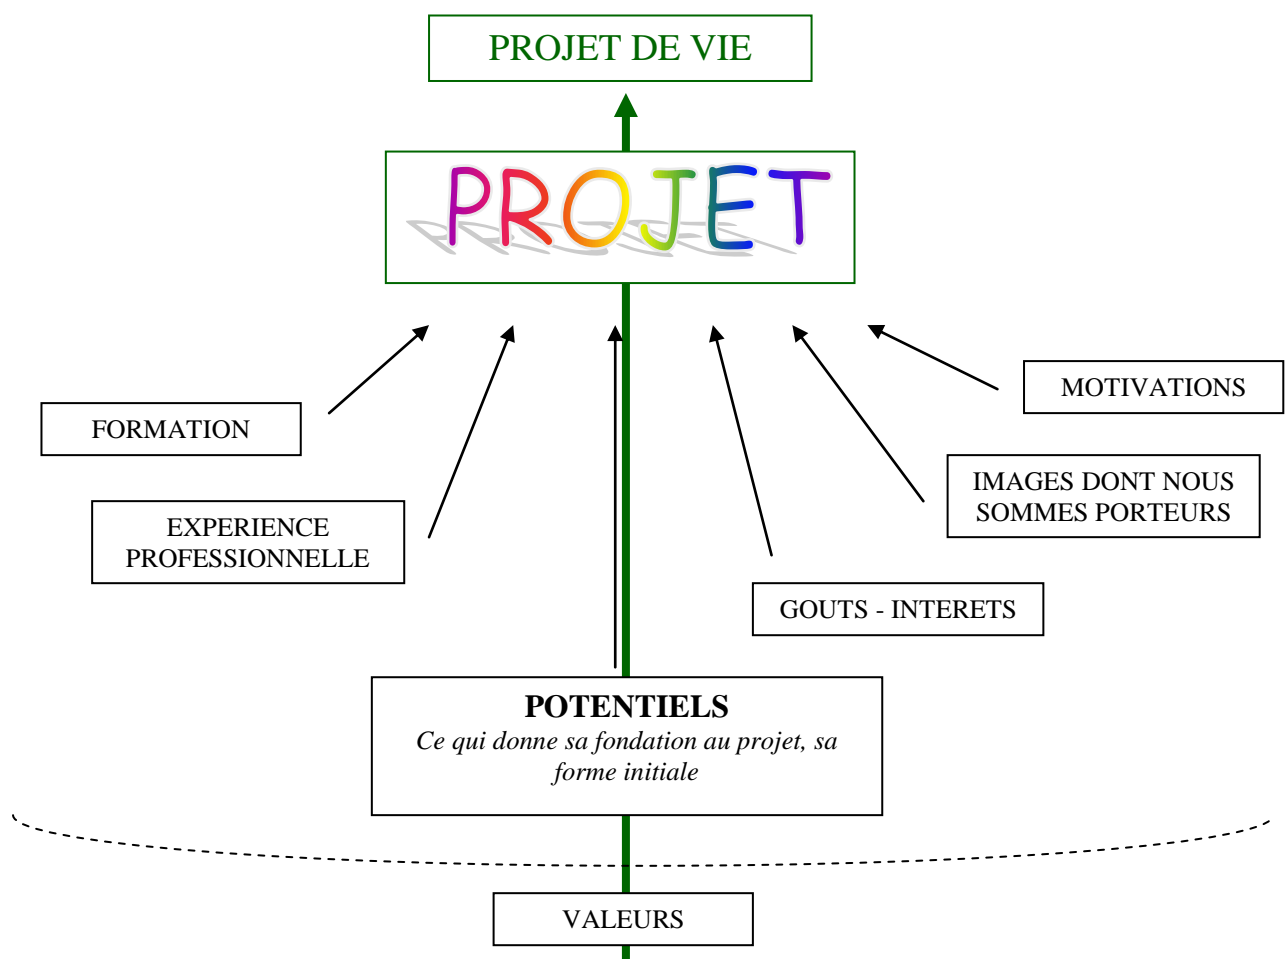 PROJET DE VIE
PROJET
MOTIVATIONS
FORMATION
IMAGES DONT NOUS
SOMMES PORTEURS
EXPERIENCE
PROFESSIONNELLE
GOUTS - INTERETS
POTENTIELS
Ce qui donne sa fondation au projet, sa
forme initiale
VALEURS